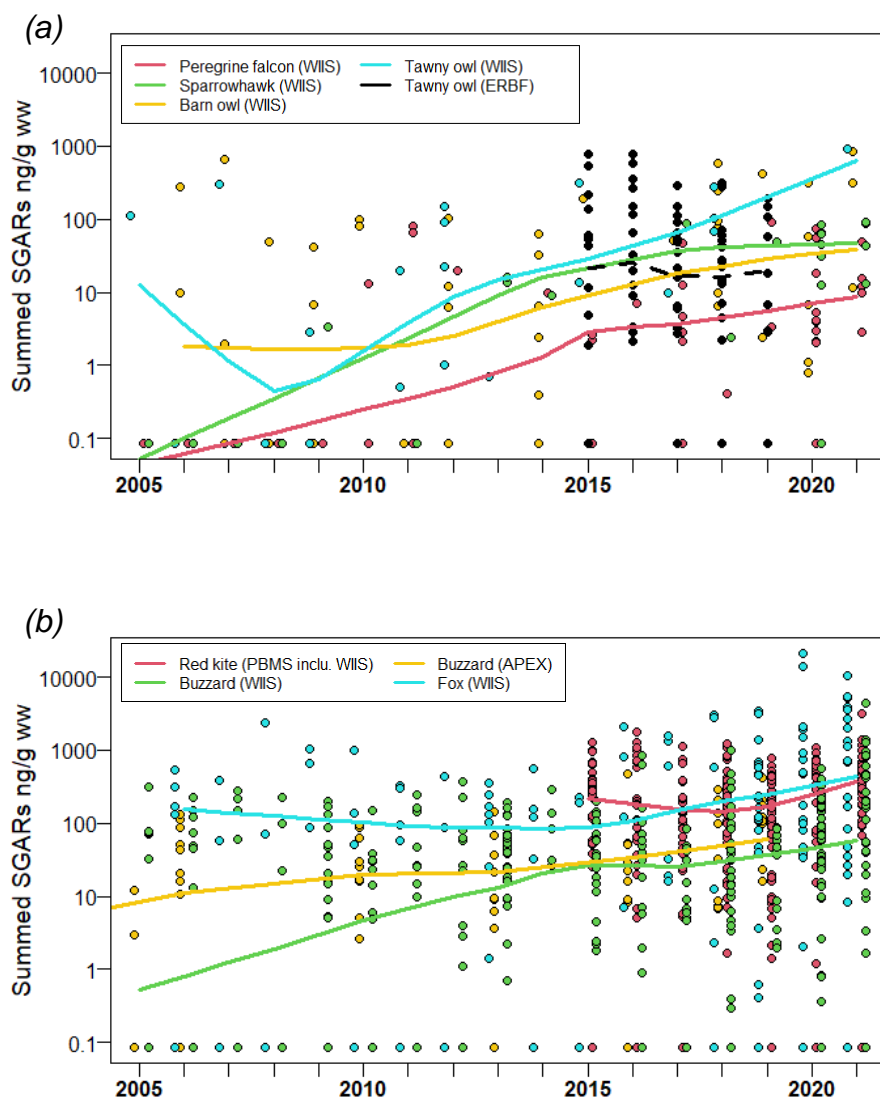 (a)
Peregrine falcon (WIIS)
Sparrowhawk (WIIS)
Barn owl (WIIS)
Tawny owl (WIIS)
Tawny owl (ERBF)
Summed SGARs ng/g ww
10000
1000
100
10
1
0.1
2005
2010
2015
2020
(b)
Red kite (PBMS inclu. WIIS)
Buzzard (WIIS)
Buzzard (APEX)
Fox (WIIS)
Summed SGARs ng/g ww
10000
1000
100
10
1
0.1
2005
2010
2015
2020